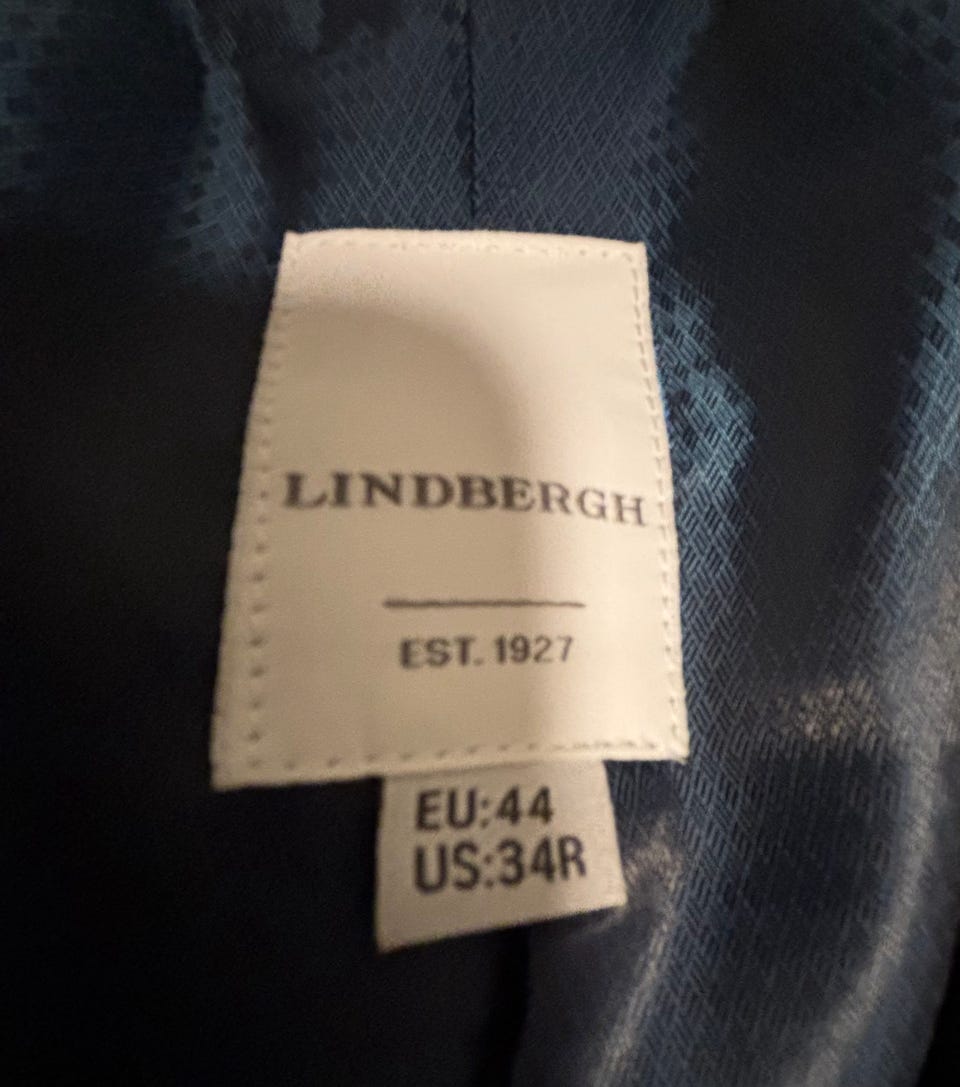 LINDBERGH
EST. 1927
EU:44
US:34R